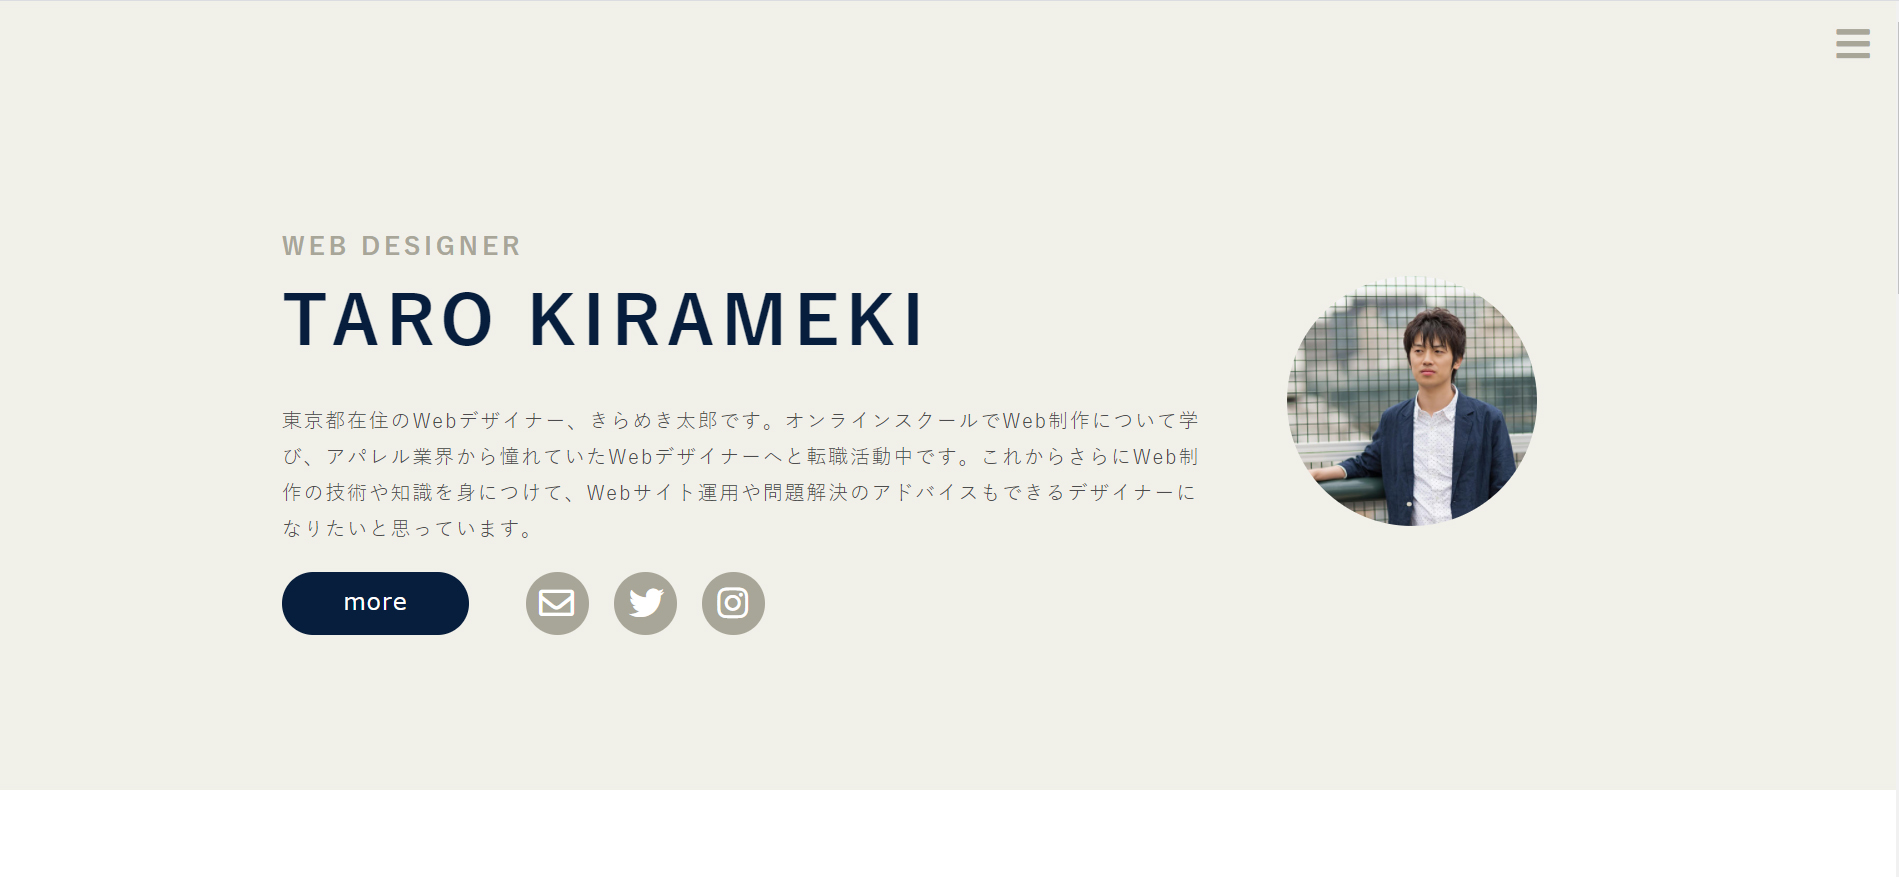 WEB DESIGNER
TARO KIRAMEKI
東京都在住のWebデザイナー、きらめき太郎です。オンラインスクールでWeb制作について学
び、アパレル業界から憧れていたWebデザイナーへと転職活動中です。これからさらにWeb制
作の技術や知識を身につけて、Webサイト運用や問題解決のアドバイスもできるデザイナーに
なりたいと思っています。
more